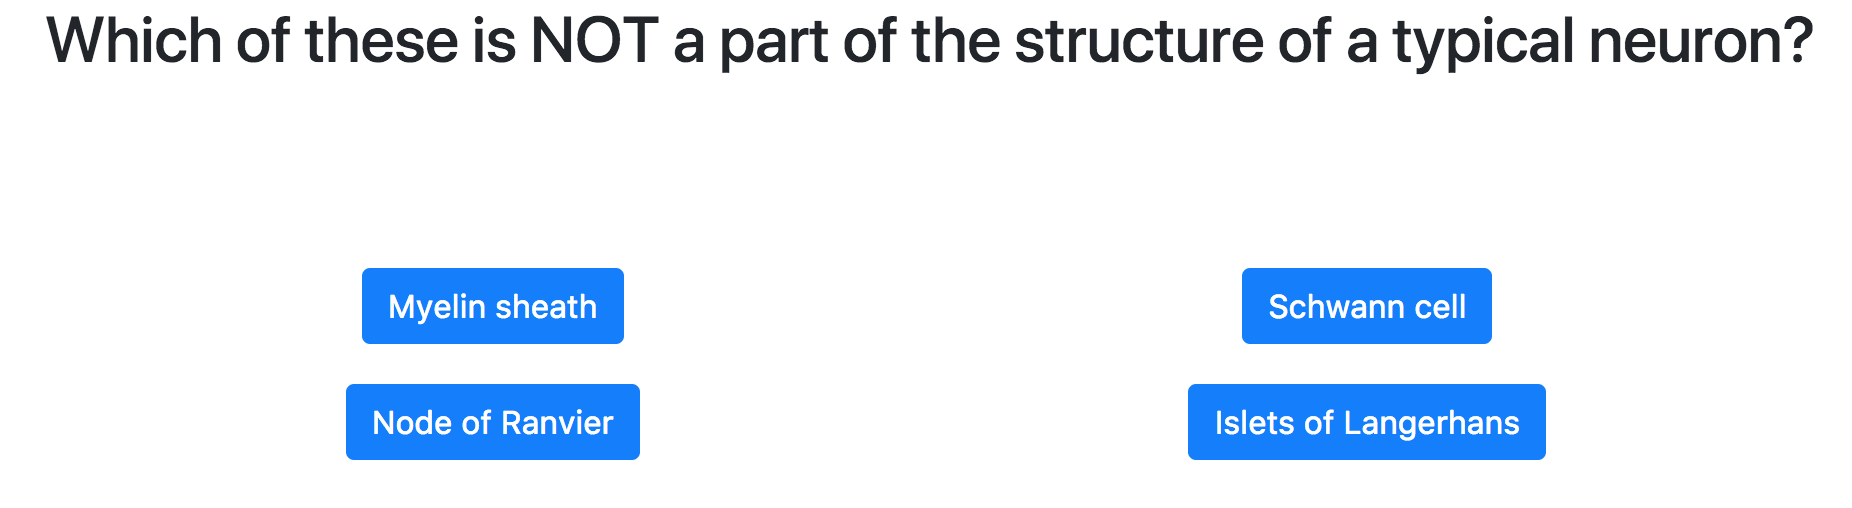 Which of these is NOT a part of the structure of a typical neuron?
Myelin sheath
Schwann cell
Node of Ranvier
Islets of Langerhans